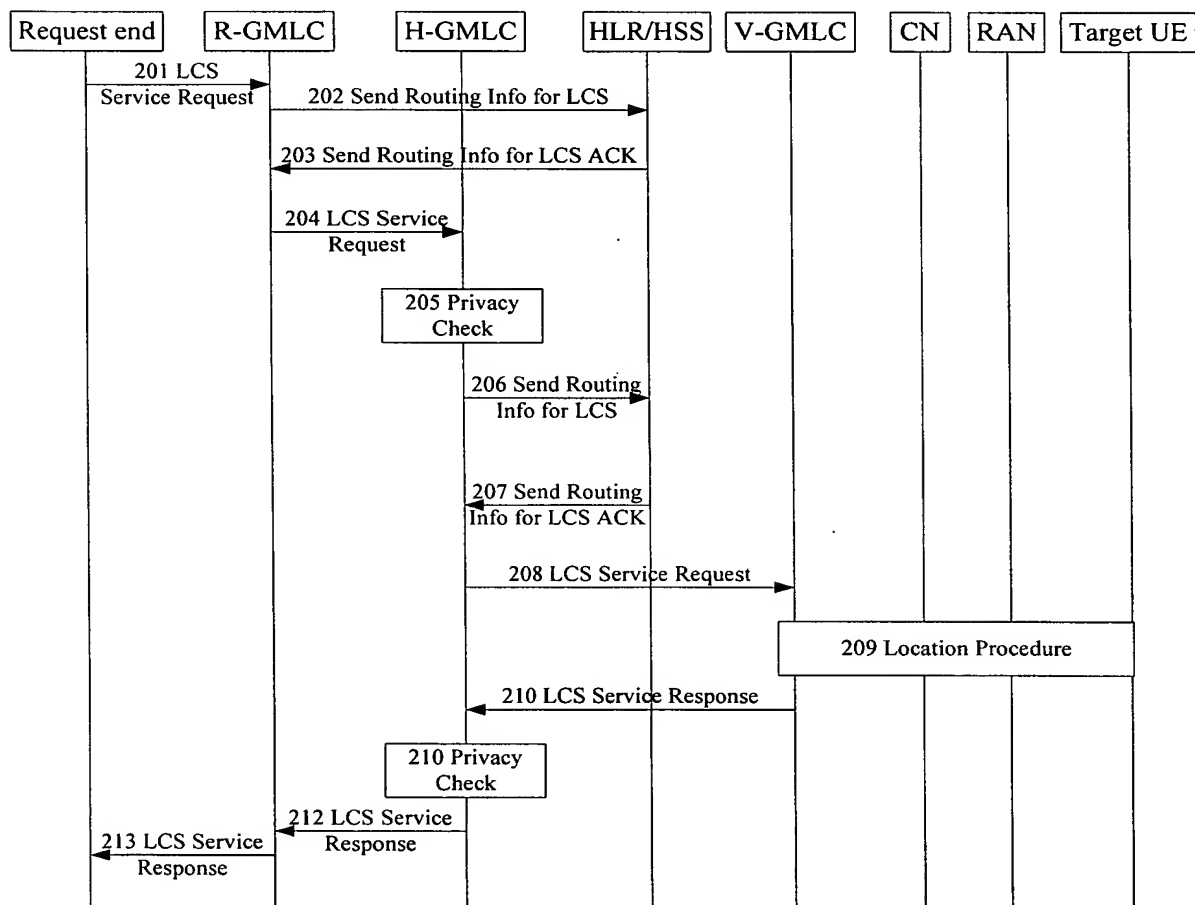 Request end
R-GMLC
H-GMLC
HLR/HSS
V-GMLC
CN
RAN
Target UE
201 LCS
Service Request
202 Send Routing Info for LCS
203 Send Routing Info for LCS ACK
204 LCS Service
Request
205 Privacy
Check
206 Send Routing
Info for LCS
207 Send Routing
Info for LCS ACK
208 LCS Service Request
209 Location Procedure
210 LCS Service Response
210 Privacy
Check
212 LCS Service
Response
213 LCS Service
Response